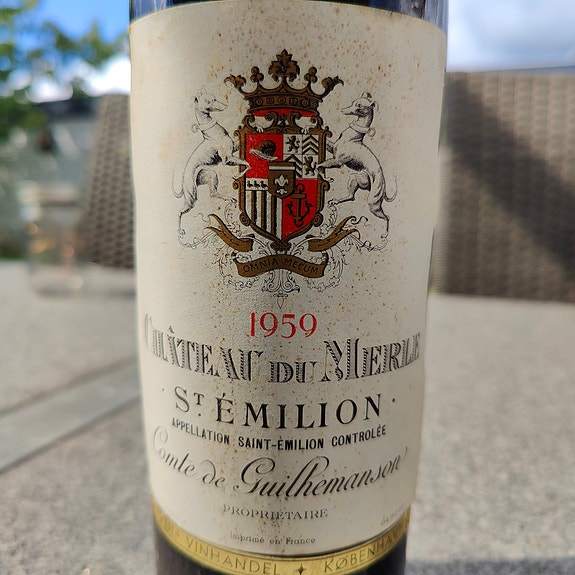 OMNIA MECUM
1959
CHÂTEAU DU MERLE
· ST ÉMILION ·
APPELLATION SAINT-ÉMILION CONTROLÉE
Comte de Guilhemanson
PROPRIÉTAIRE
Imprimé en France
VINHANDEL ✦ KØBENHAVN